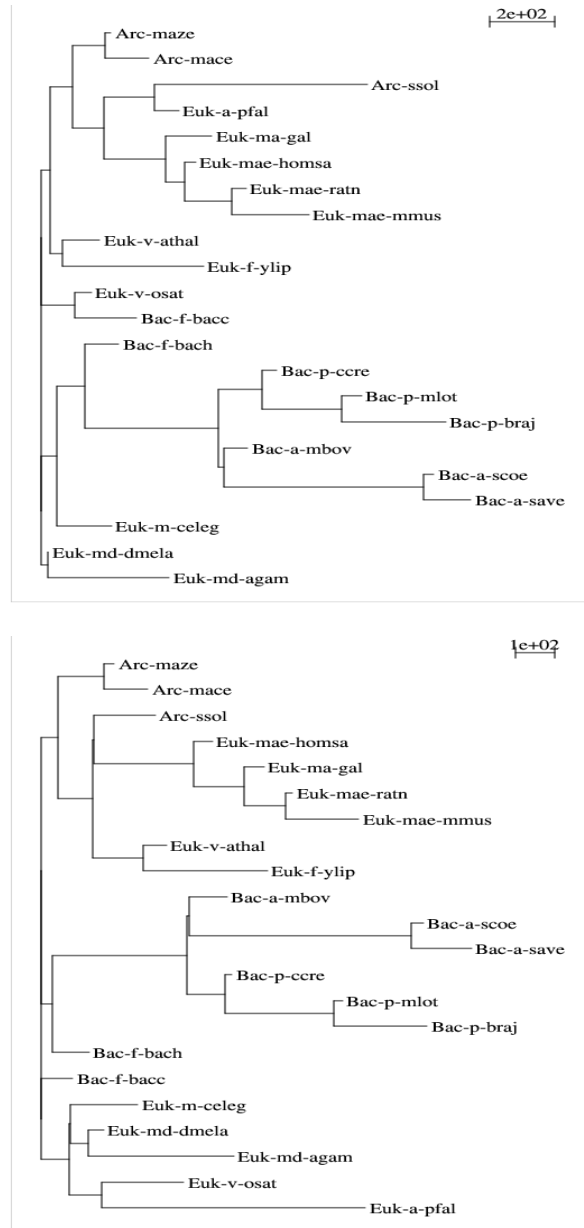 2e+02
Arc-maze
Arc-mace
Arc-ssol
Euk-a-pfal
Euk-ma-gal
Euk-mae-homsa
Euk-mae-ratn
Euk-mae-mmus
Euk-v-athal
Euk-f-ylip
Euk-v-osat
Bac-f-bacc
Bac-f-bach
Bac-p-ccre
Bac-p-mlot
Bac-p-braj
Bac-a-mbov
Bac-a-scoe
Bac-a-save
Euk-m-celeg
Euk-md-dmela
Euk-md-agam
1e+02
Arc-maze
Arc-mace
Arc-ssol
Euk-mae-homsa
Euk-ma-gal
Euk-mae-ratn
Euk-mae-mmus
Euk-v-athal
Euk-f-ylip
Bac-a-mbov
Bac-a-scoe
Bac-a-save
Bac-p-ccre
Bac-p-mlot
Bac-p-braj
Bac-f-bach
Bac-f-bacc
Euk-m-celeg
Euk-md-dmela
Euk-md-agam
Euk-v-osat
Euk-a-pfal